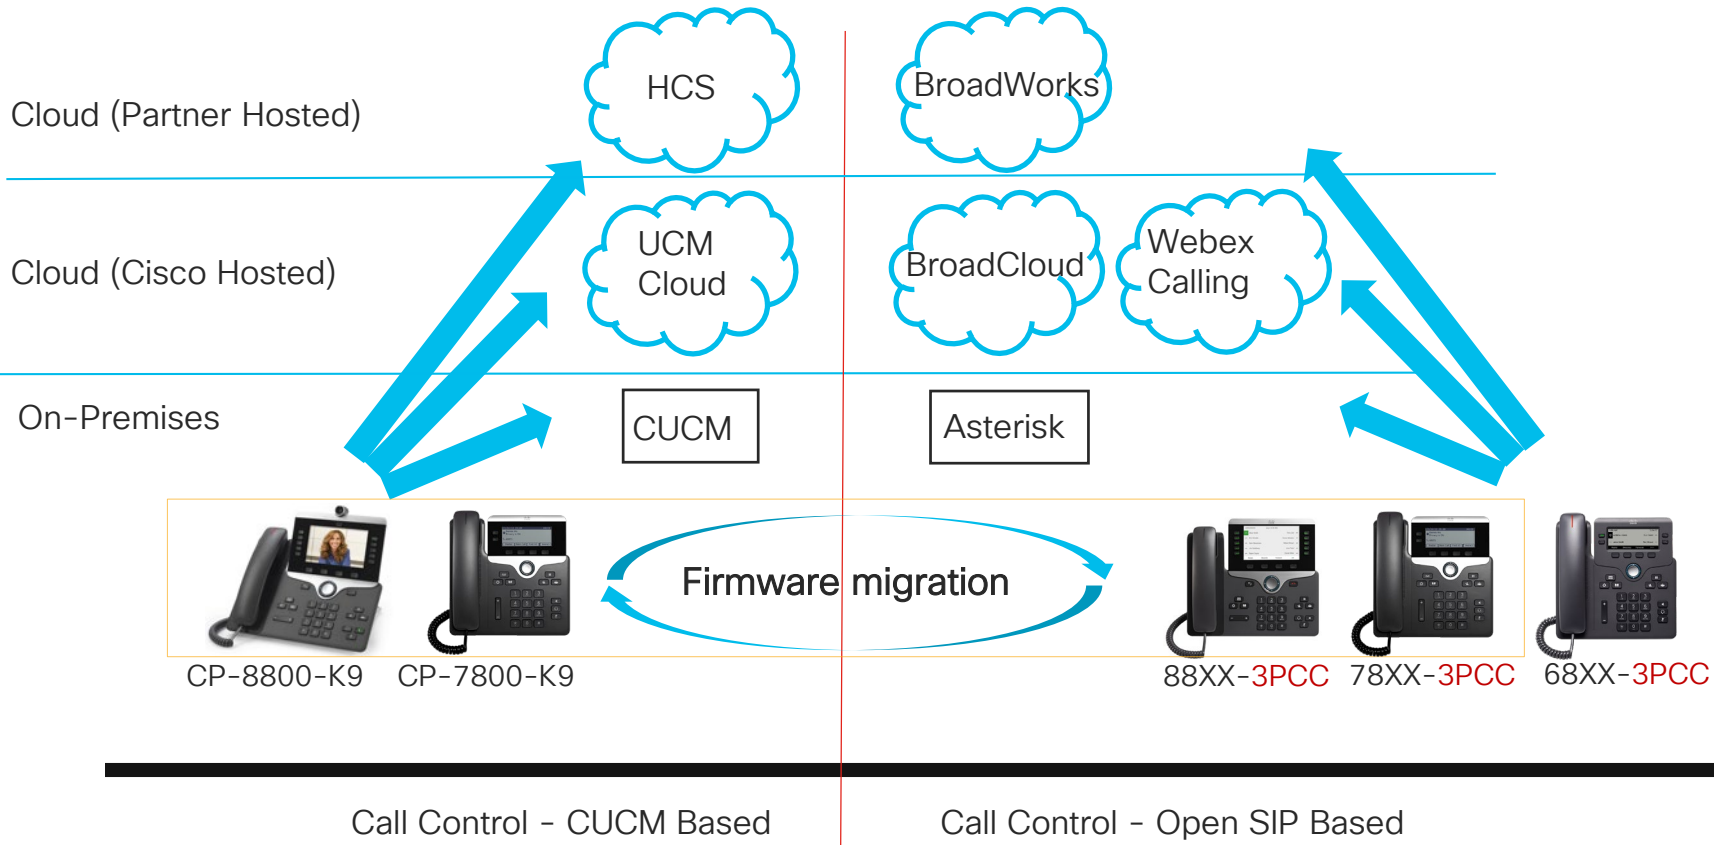 HCS
BroadWorks
Cloud (Partner Hosted)
UCM
Cloud
BroadCloud
Webex
Calling
Cloud (Cisco Hosted)
On-Premises
CUCM
Asterisk
Firmware migration
CP-8800-K9
CP-7800-K9
88XX-3PCC
78XX-3PCC
68XX-3PCC
Call Control - CUCM Based
Call Control - Open SIP Based